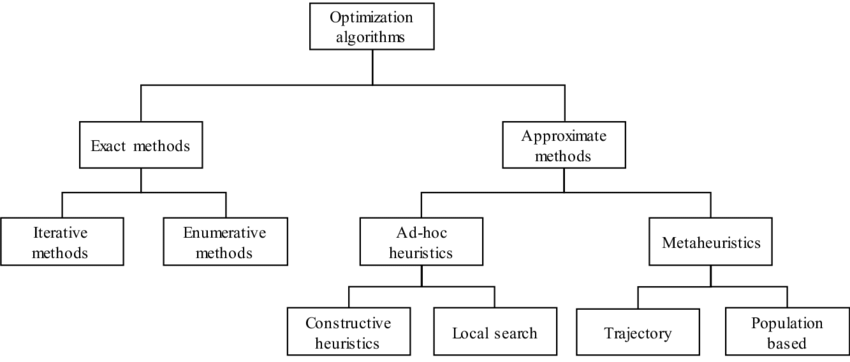 Optimization
algorithms
Exact methods
Approximate
methods
Iterative
methods
Enumerative
methods
Ad-hoc
heuristics
Metaheuristics
Constructive
heuristics
Local search
Trajectory
Population
based